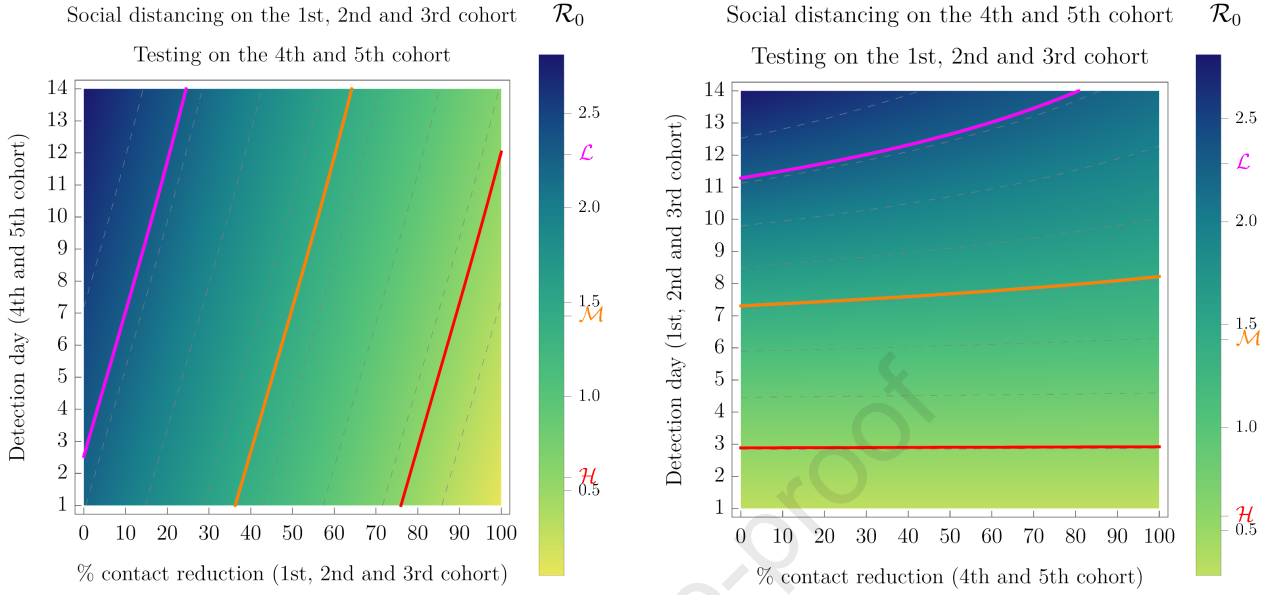 Social distancing on the 1st, 2nd and 3rd cohort
R₀
Testing on the 4th and 5th cohort
Detection day (4th and 5th cohort)
14
13
12
11
10
9
8
7
6
5
4
3
2
1
0 10 20 30 40 50 60 70 80 90 100
% contact reduction (1st, 2nd and 3rd cohort)
2.5
ℒ
2.0
1.5
ℳ
1.0
ℋ
0.5
Social distancing on the 4th and 5th cohort
R₀
Testing on the 1st, 2nd and 3rd cohort
Detection day (1st, 2nd and 3rd cohort)
14
13
12
11
10
9
8
7
6
5
4
3
2
1
0 10 20 30 40 50 60 70 80 90 100
% contact reduction (4th and 5th cohort)
2.5
ℒ
2.0
1.5
ℳ
1.0
ℋ
0.5
-proof